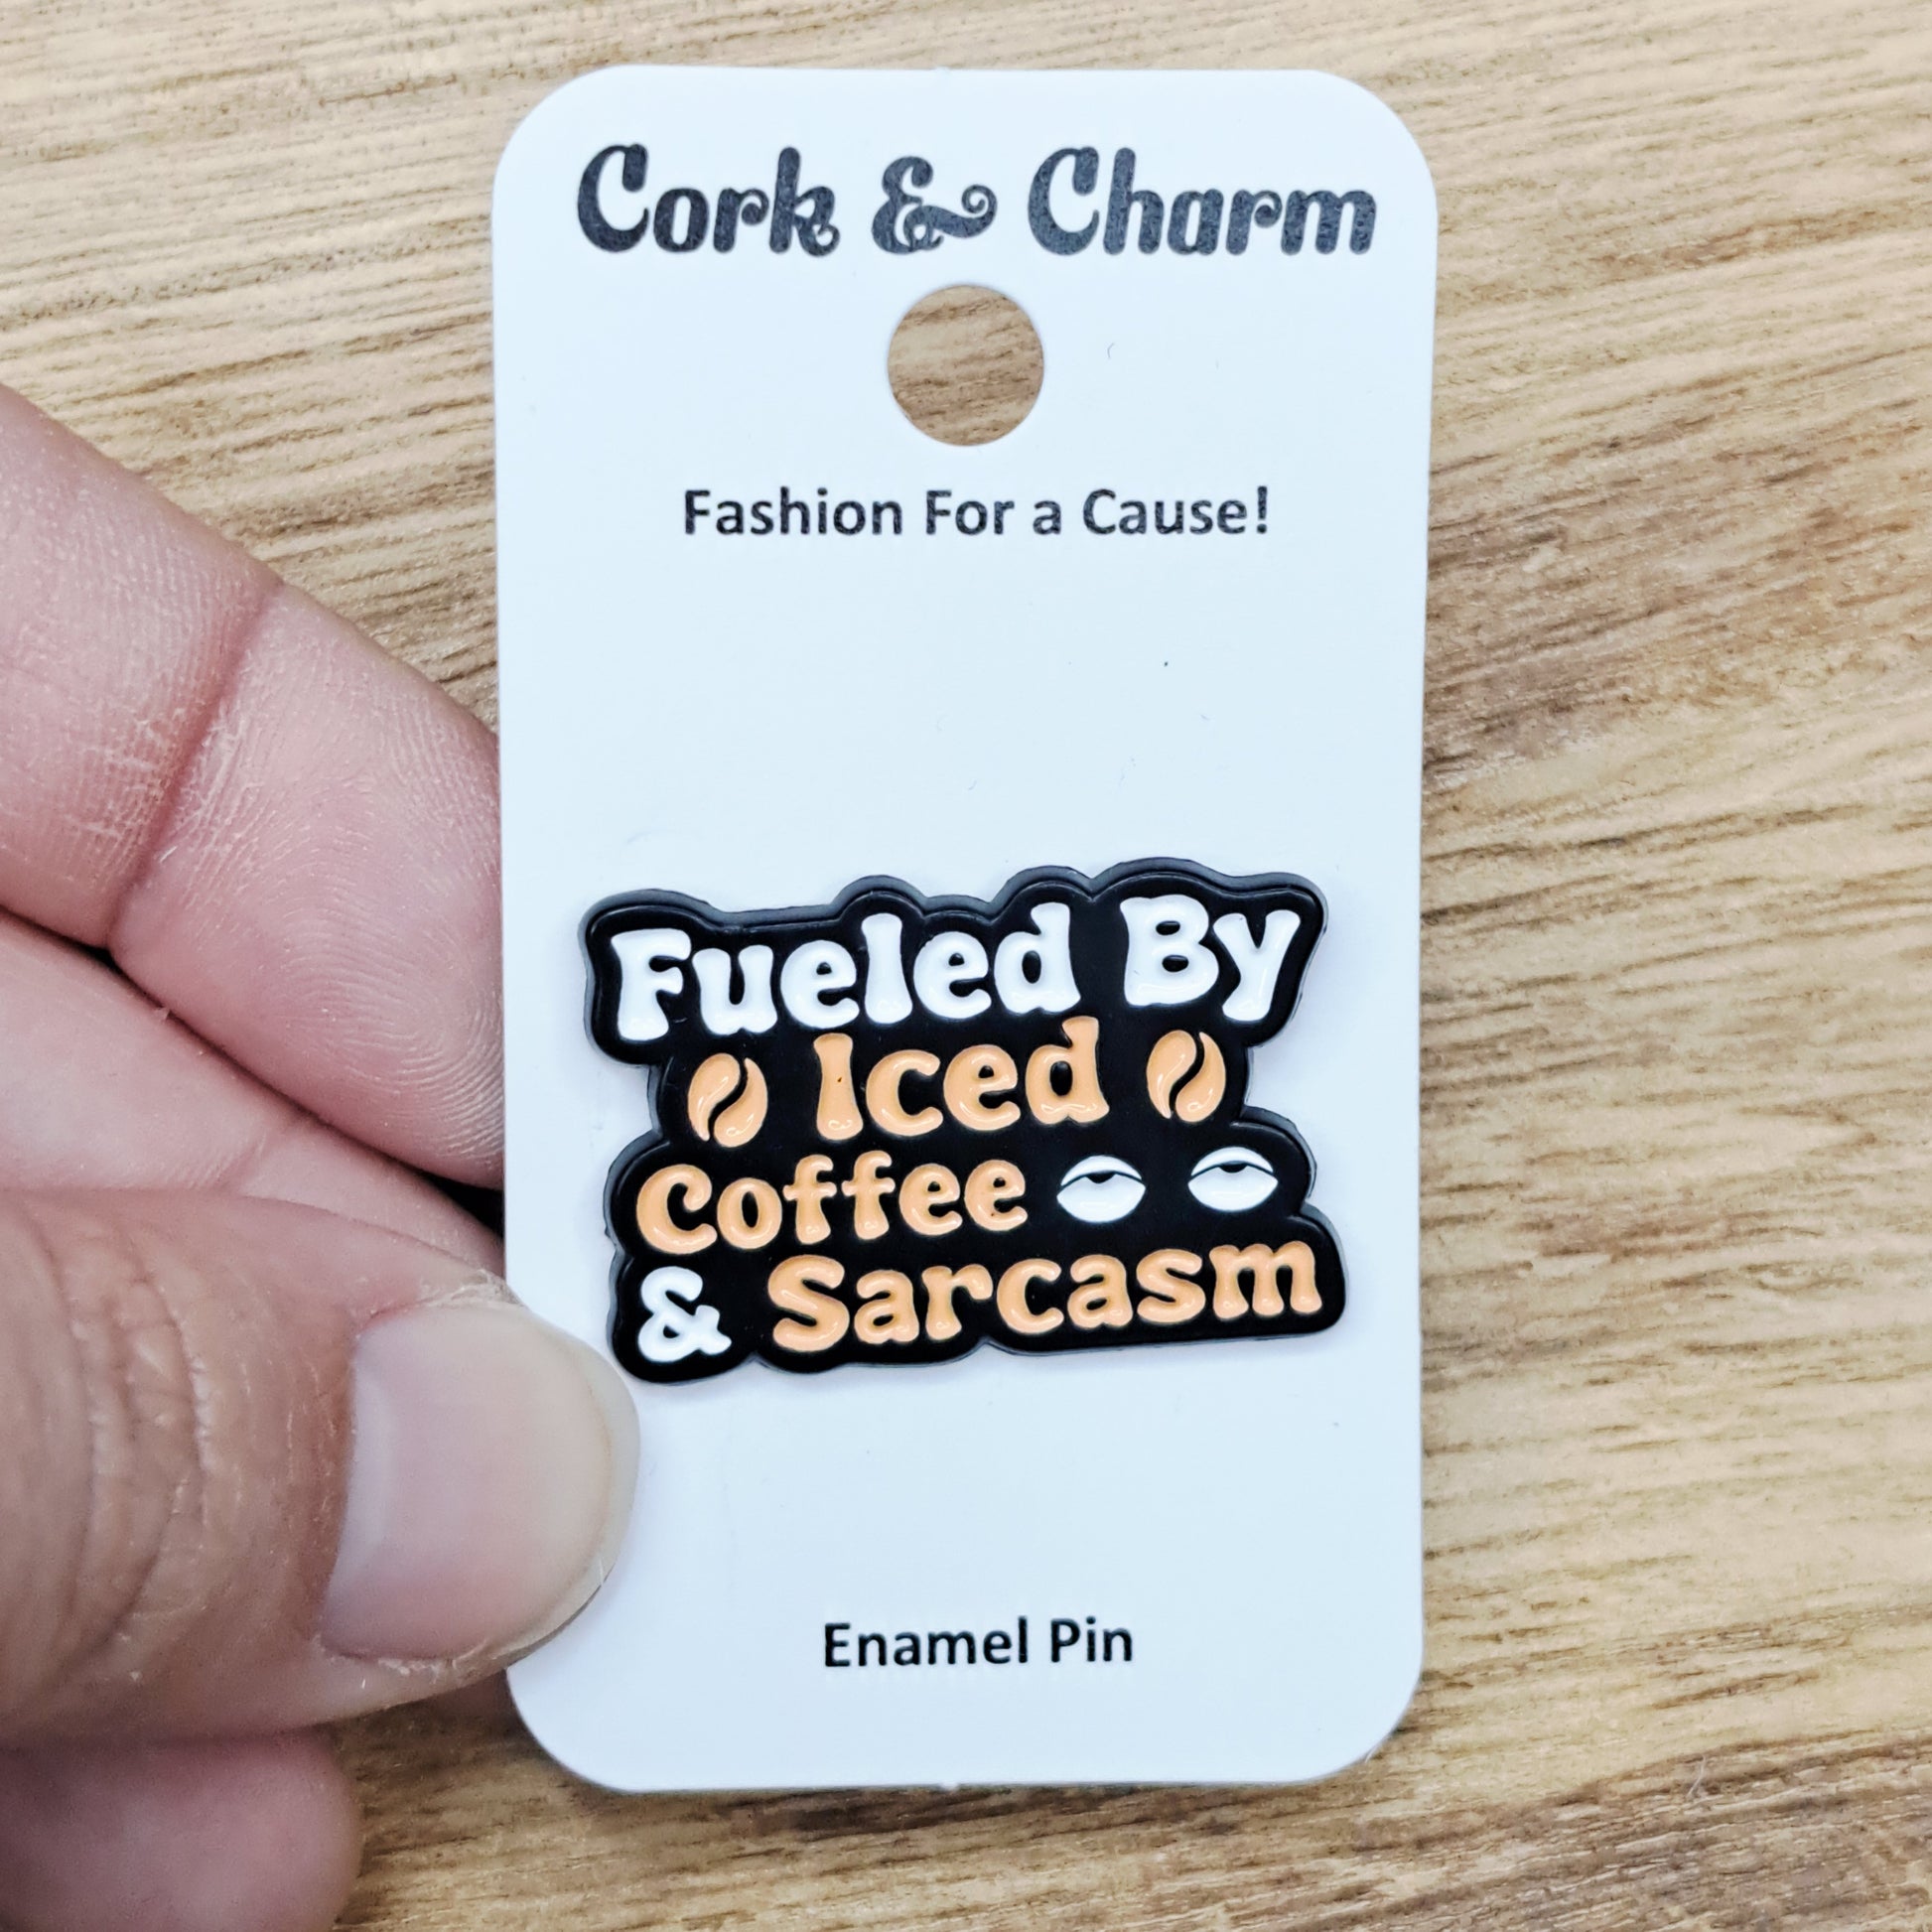 Cork & Charm
Fashion For a Cause!
Fueled By
Iced
Coffee
& Sarcasm
Enamel Pin